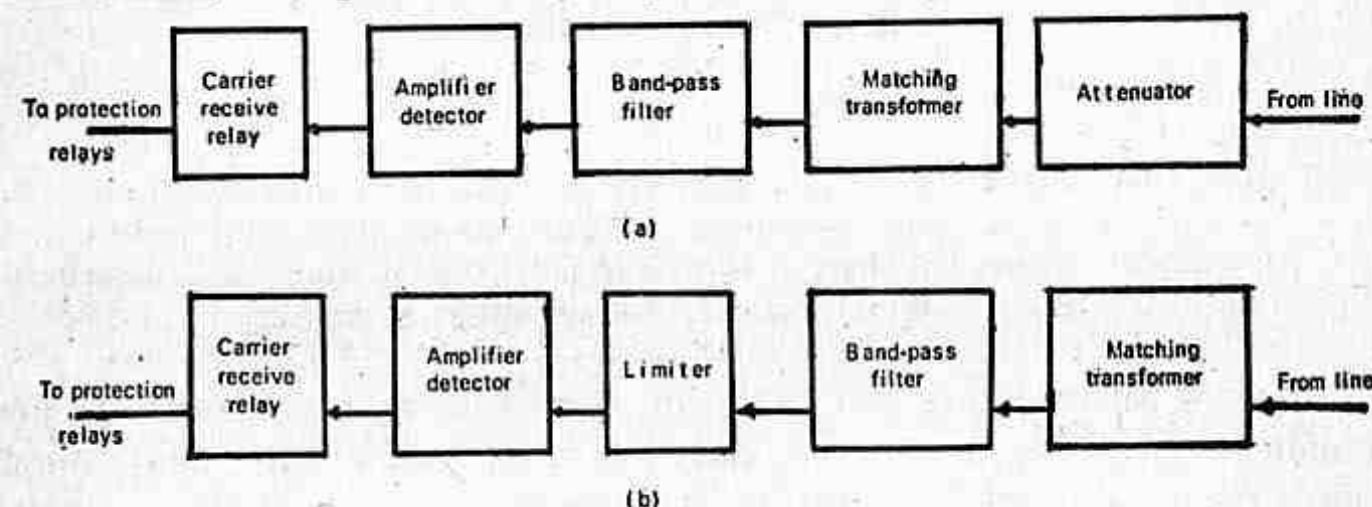 To protection
relays
Carrier
receive
relay
Amplifier
detector
Band-pass
filter
Matching
transformer
Attenuator
From line
(a)
To protection
relays
Carrier
receive
relay
Amplifier
detector
Limiter
Band-pass
filter
Matching
transformer
From line
(b)